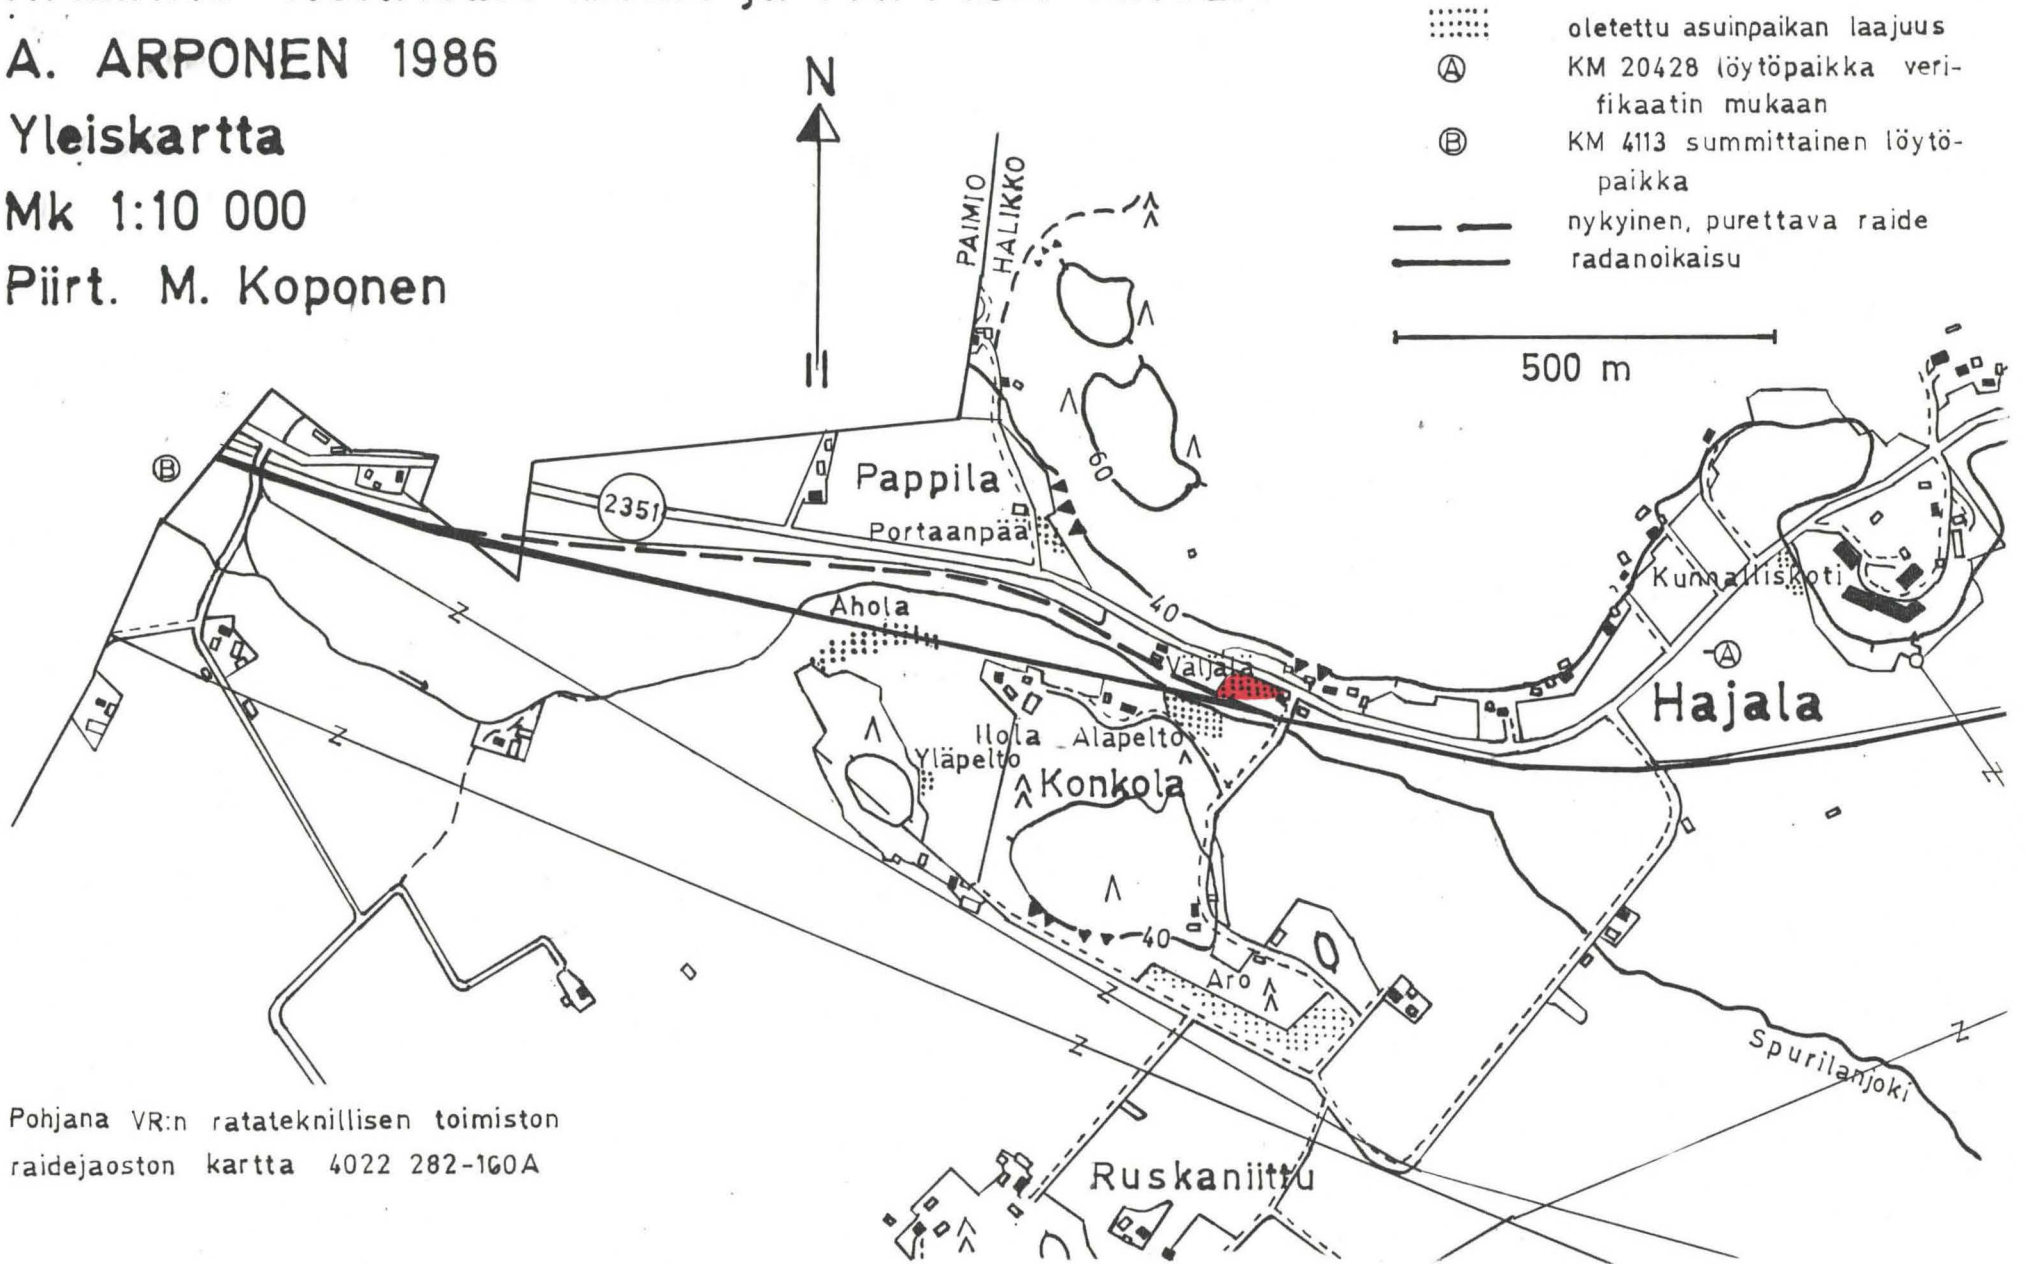 A. ARPONEN 1986
Yleiskartta
Mk 1:10 000
Piirt. M. Koponen
N
oletettu asuinpaikan laajuus
A
KM 20428 löytöpaikka veri-
fikaatin mukaan
B
KM 4113 summittainen löytö-
paikka
nykyinen, purettava raide
radanoikaisu
500 m
PAIMIO
HALIKKO
60
B
2351
Pappila
Portaanpää
40
Ahola
Väljälä
Kunnalliskoti
A
Hajala
Ilola
Alapelto
Yläpelto
Konkola
40
Aro
Spurilanjoki
Ruskaniittu
Pohjana VR:n ratateknillisen toimiston
raidejaoston kartta 4022 282-160A